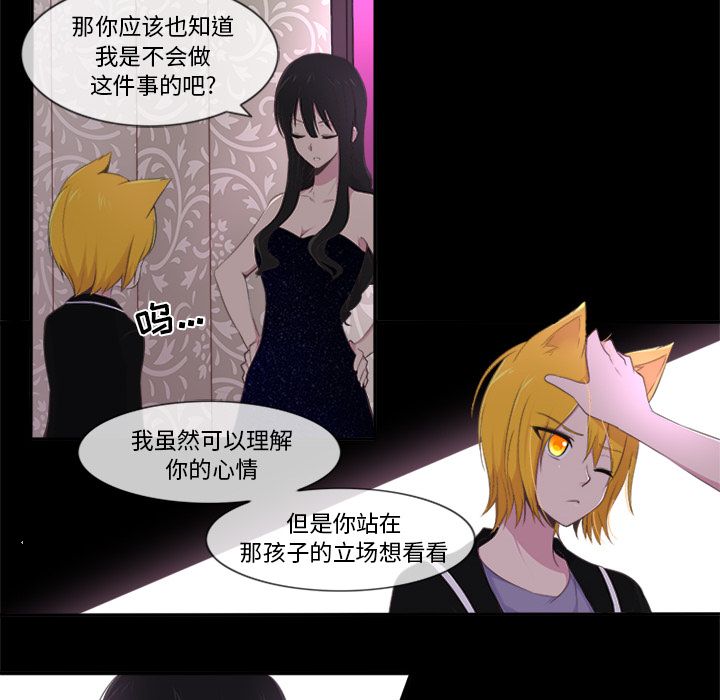 那你应该也知道
我是不会做
这件事的吧?
呜...
我虽然可以理解
你的心情
但是你站在
那孩子的立场想看看